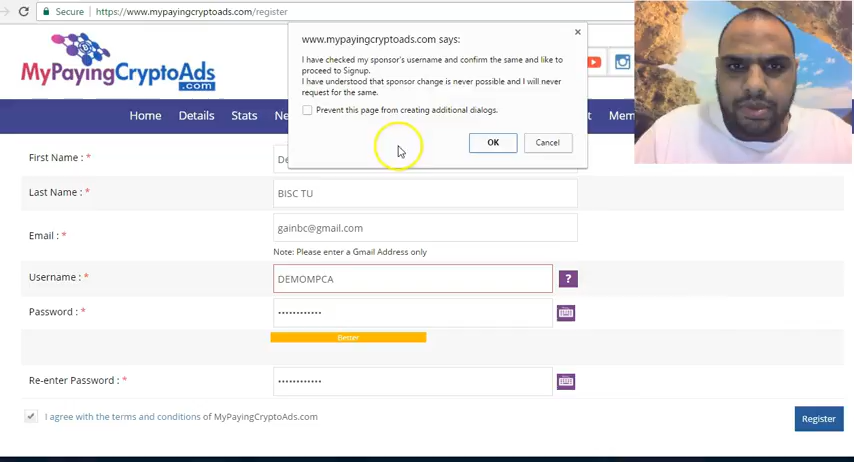 Secure | https://www.mypayingcryptoads.com/register
www.mypayingcryptoads.com says:
I have checked my sponsor's username and confirm the same and like to
proceed to Signup.
I have understood that sponsor change is never possible and I will never
request for the same.
Prevent this page from creating additional dialogs.
OK Cancel
MyPayingCryptoAds
.com
Home Details Stats Ne t Mem
First Name : * De
Last Name : * BISC TU
Email : * gainbc@gmail.com
Note: Please enter a Gmail Address only
Username : * DEMOMPCA ?
Password : * ············
Better
Re-enter Password : * ············
I agree with the terms and conditions of MyPayingCryptoAds.com
Register